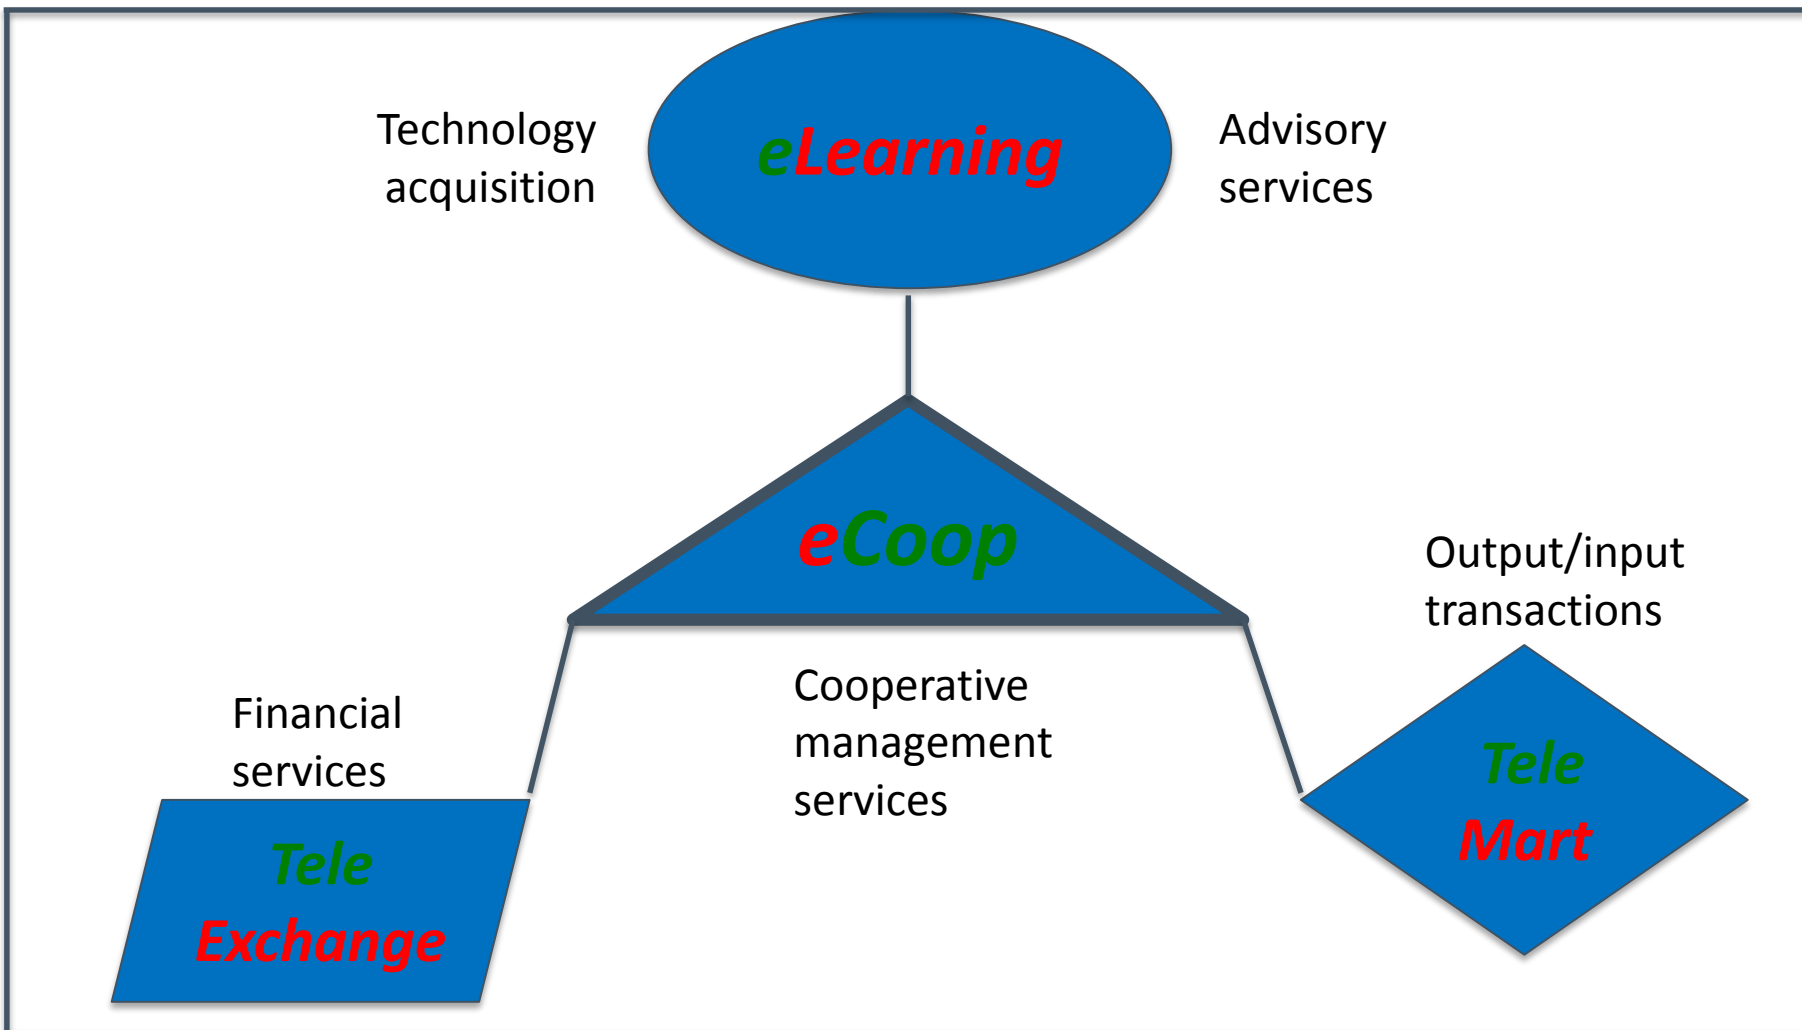 Technology
acquisition
eLearning
Advisory
services
eCoop
Output/input
transactions
Cooperative
management
services
Financial
services
Tele
Mart
Tele
Exchange